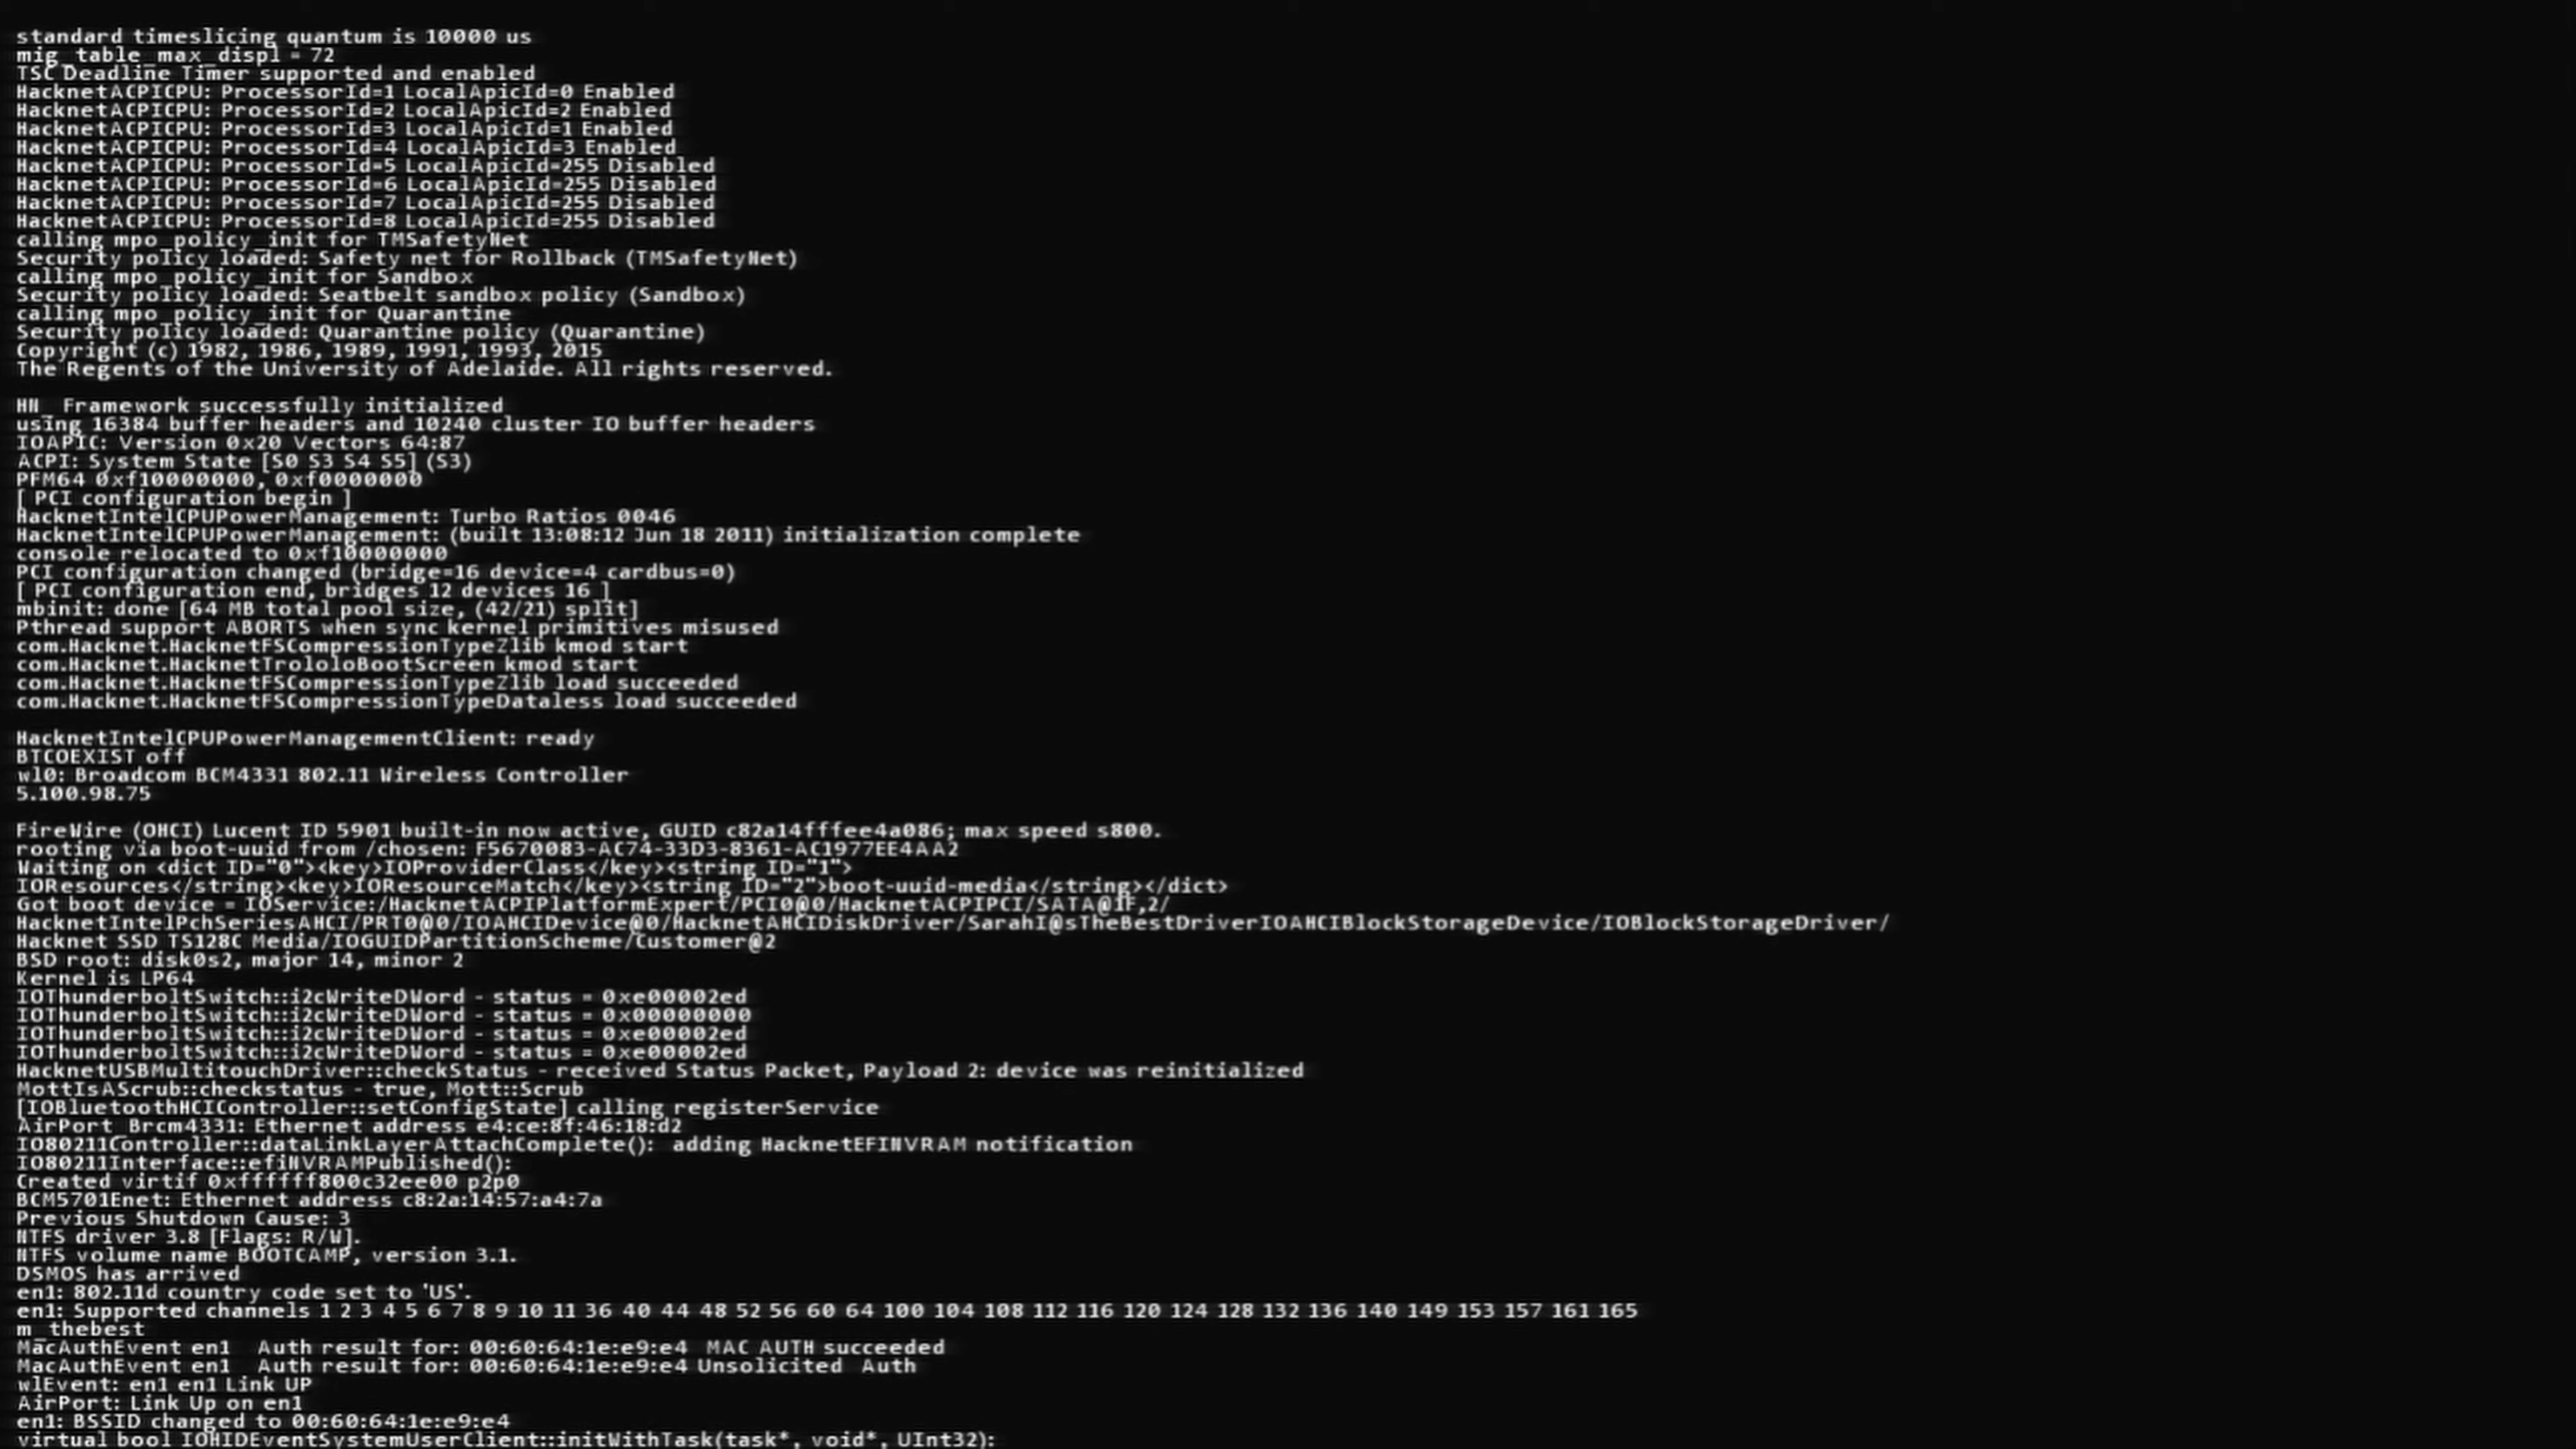 standard timeslicing quantum is 10000 us
mig_table_max_displ = 72
TSC Deadline Timer supported and enabled
HacknetACPICPU: ProcessorId=1 LocalApicId=0 Enabled
HacknetACPICPU: ProcessorId=2 LocalApicId=2 Enabled
HacknetACPICPU: ProcessorId=3 LocalApicId=1 Enabled
HacknetACPICPU: ProcessorId=4 LocalApicId=3 Enabled
HacknetACPICPU: ProcessorId=5 LocalApicId=255 Disabled
HacknetACPICPU: ProcessorId=6 LocalApicId=255 Disabled
HacknetACPICPU: ProcessorId=7 LocalApicId=255 Disabled
HacknetACPICPU: ProcessorId=8 LocalApicId=255 Disabled
calling mpo_policy_init for TMSafetyNet
Security policy loaded: Safety net for Rollback (TMSafetyNet)
calling mpo_policy_init for Sandbox
Security policy loaded: Seatbelt sandbox policy (Sandbox)
calling mpo_policy_init for Quarantine
Security policy loaded: Quarantine policy (Quarantine)
Copyright (c) 1982, 1986, 1989, 1991, 1993, 2015
The Regents of the University of Adelaide. All rights reserved.
HN_ Framework successfully initialized
using 16384 buffer headers and 10240 cluster IO buffer headers
IOAPIC: Version 0x20 Vectors 64:87
ACPI: System State [S0 S3 S4 S5] (S3)
PFM64 0xf10000000, 0xf0000000
[ PCI configuration begin ]
HacknetIntelCPUPowerManagement: Turbo Ratios 0046
HacknetIntelCPUPowerManagement: (built 13:08:12 Jun 18 2011) initialization complete
console relocated to 0xf10000000
PCI configuration changed (bridge=16 device=4 cardbus=0)
[ PCI configuration end, bridges 12 devices 16 ]
mbinit: done [64 MB total pool size, (42/21) split]
Pthread support ABORTS when sync kernel primitives misused
com.Hacknet.HacknetFSCompressionTypeZlib kmod start
com.Hacknet.HacknetTrololoBootScreen kmod start
com.Hacknet.HacknetFSCompressionTypeZlib load succeeded
com.Hacknet.HacknetFSCompressionTypeDataless load succeeded
HacknetIntelCPUPowerManagementClient: ready
BTCOEXIST off
wl0: Broadcom BCM4331 802.11 Wireless Controller
5.100.98.75
FireWire (OHCI) Lucent ID 5901 built-in now active, GUID c82a14fffee4a086; max speed s800.
rooting via boot-uuid from /chosen: F5670083-AC74-33D3-8361-AC1977EE4AA2
Waiting on <dict ID="0"><key>IOProviderClass</key><string ID="1">
IOResources</string><key>IOResourceMatch</key><string ID="2">boot-uuid-media</string></dict>
Got boot device = IOService:/HacknetACPIPlatformExpert/PCI0@0/HacknetACPIPCI/SATA@1F,2/
HacknetIntelPchSeriesAHCI/PRT0@0/IOAHCIDevice@0/HacknetAHCIDiskDriver/SarahI@sTheBestDriverIOAHCIBlockStorageDevice/IOBlockStorageDriver/
Hacknet SSD TS128C Media/IOGUIDPartitionScheme/Customer@2
BSD root: disk0s2, major 14, minor 2
Kernel is LP64
IOThunderboltSwitch::i2cWriteDWord - status = 0xe00002ed
IOThunderboltSwitch::i2cWriteDWord - status = 0x00000000
IOThunderboltSwitch::i2cWriteDWord - status = 0xe00002ed
IOThunderboltSwitch::i2cWriteDWord - status = 0xe00002ed
HacknetUSBMultitouchDriver::checkStatus - received Status Packet, Payload 2: device was reinitialized
MottIsAScrub::checkstatus - true, Mott::Scrub
[IOBluetoothHCIController::setConfigState] calling registerService
AirPort_Brcm4331: Ethernet address e4:ce:8f:46:18:d2
IO80211Controller::dataLinkLayerAttachComplete():  adding HacknetEFINVRAM notification
IO80211Interface::efiNVRAMPublished():
Created virtif 0xffffff800c32ee00 p2p0
BCM5701Enet: Ethernet address c8:2a:14:57:a4:7a
Previous Shutdown Cause: 3
NTFS driver 3.8 [Flags: R/W].
NTFS volume name BOOTCAMP, version 3.1.
DSMOS has arrived
en1: 802.11d country code set to 'US'.
en1: Supported channels 1 2 3 4 5 6 7 8 9 10 11 36 40 44 48 52 56 60 64 100 104 108 112 116 120 124 128 132 136 140 149 153 157 161 165
m_thebest
MacAuthEvent en1   Auth result for: 00:60:64:1e:e9:e4  MAC AUTH succeeded
MacAuthEvent en1   Auth result for: 00:60:64:1e:e9:e4 Unsolicited  Auth
wlEvent: en1 en1 Link UP
AirPort: Link Up on en1
en1: BSSID changed to 00:60:64:1e:e9:e4
virtual bool IOHIDEventSystemUserClient::initWithTask(task*, void*, UInt32):